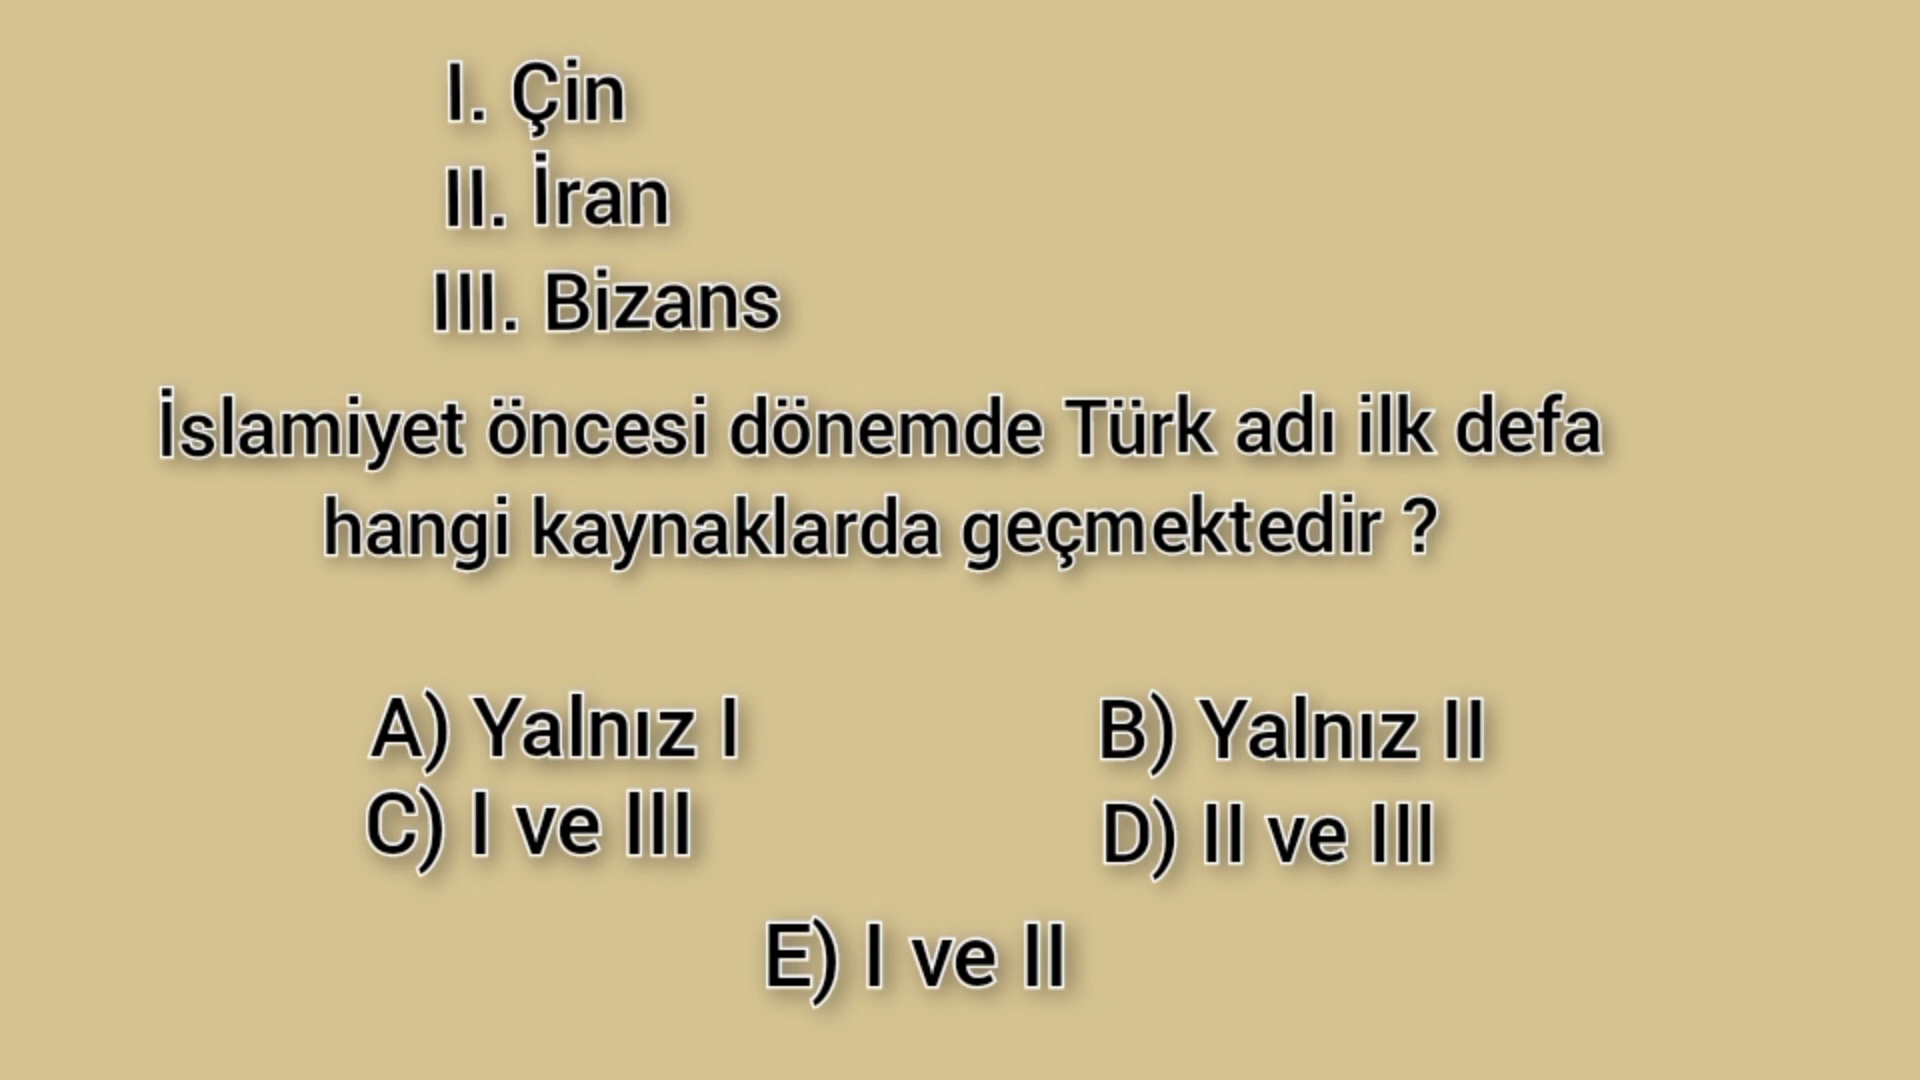 I. Çin
II. İran
III. Bizans
İslamiyet öncesi dönemde Türk adı ilk defa
hangi kaynaklarda geçmektedir ?
A) Yalnız I
B) Yalnız II
C) I ve III
D) II ve III
E) I ve II